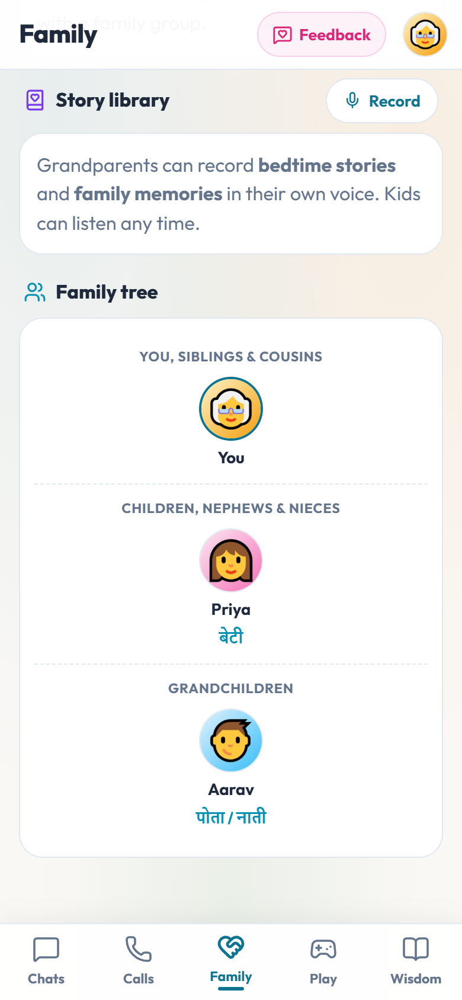 with a family group.
Family
Feedback
Story library
Record
Grandparents can record bedtime stories
and family memories in their own voice. Kids
can listen any time.
Family tree
YOU, SIBLINGS & COUSINS
You
CHILDREN, NEPHEWS & NIECES
Priya
बेटी
GRANDCHILDREN
Aarav
पोता / नाती
Chats
Calls
Family
Play
Wisdom